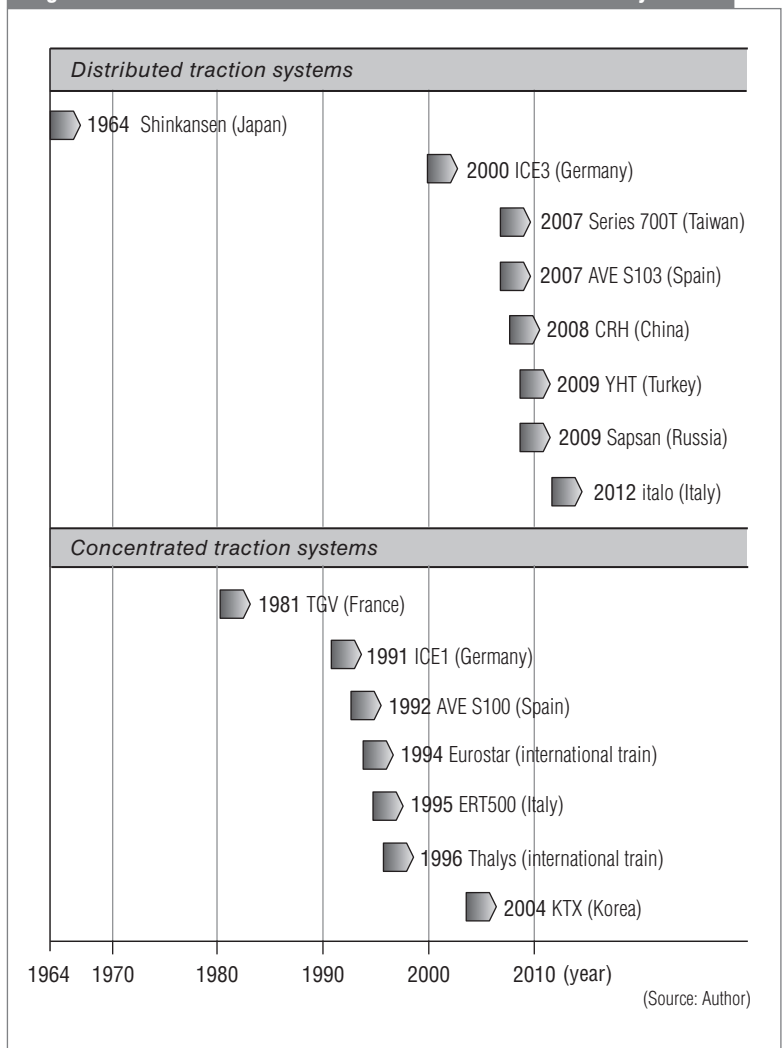 Distributed traction systems
1964 Shinkansen (Japan)
2000 ICE3 (Germany)
2007 Series 700T (Taiwan)
2007 AVE S103 (Spain)
2008 CRH (China)
2009 YHT (Turkey)
2009 Sapsan (Russia)
2012 italo (Italy)
Concentrated traction systems
1981 TGV (France)
1991 ICE1 (Germany)
1992 AVE S100 (Spain)
1994 Eurostar (international train)
1995 ERT500 (Italy)
1996 Thalys (international train)
2004 KTX (Korea)
1964 1970 1980 1990 2000 2010 (year)
(Source: Author)